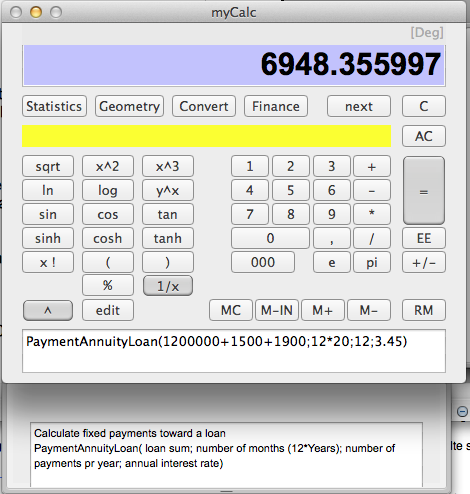 myCalc
[Deg]
6948.355997
Statistics Geometry Convert Finance next C
AC
sqrt x^2 x^3 1 2 3 + =
ln log y^x 4 5 6 -
sin cos tan 7 8 9 *
sinh cosh tanh 0 , / EE
x ! ( ) 000 e pi +/-
% 1/x
^ edit MC M-IN M+ M- RM
PaymentAnnuityLoan(1200000+1500+1900;12*20;12;3.45)
Calculate fixed payments toward a loan
PaymentAnnuityLoan( loan sum; number of months (12*Years); number of
payments pr year; annual interest rate)